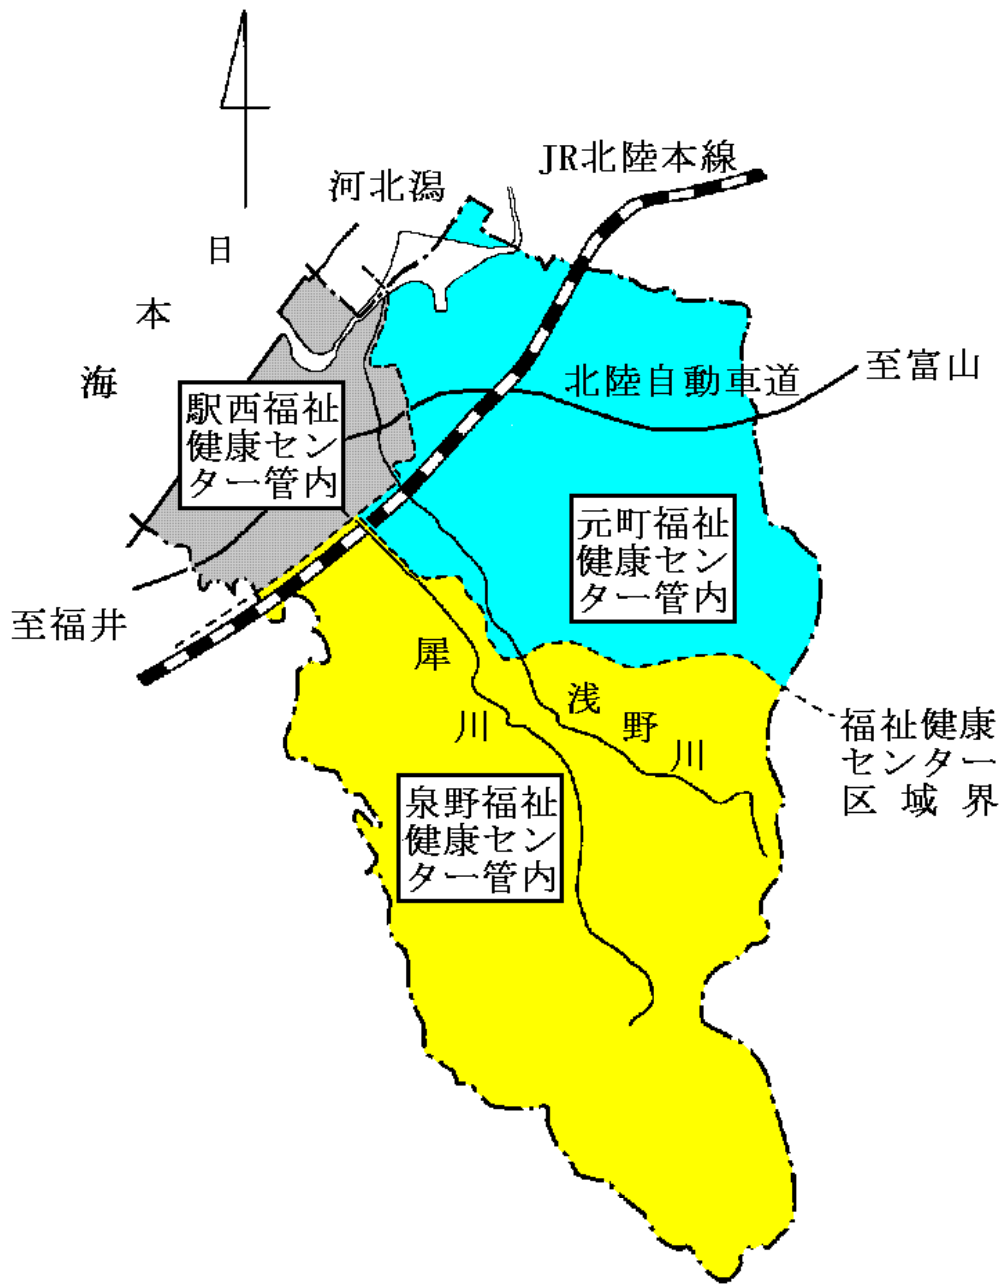 JR北陸本線
河北潟
日
本
海
北陸自動車道
至富山
駅西福祉
健康セン
ター管内
元町福祉
健康セン
ター管内
至福井
犀
川
浅
野
川
福祉健康
センター
区域界
泉野福祉
健康セン
ター管内